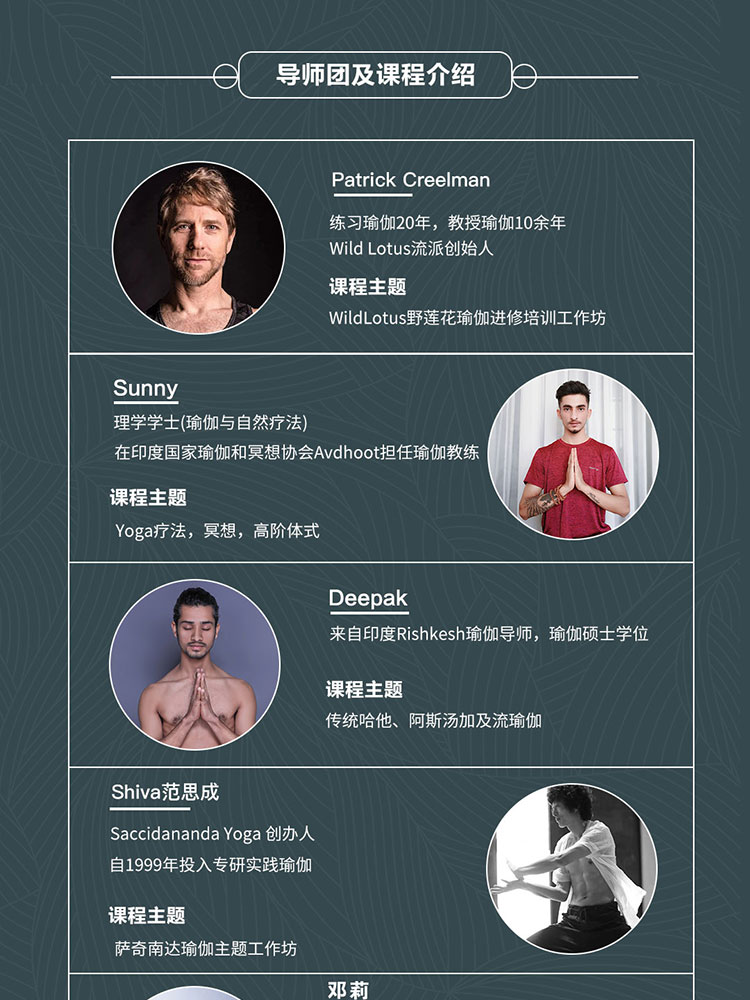 导师团及课程介绍
Patrick Creelman
练习瑜伽20年，教授瑜伽10余年
Wild Lotus流派创始人
课程主题
WildLotus野莲花瑜伽进修培训工作坊
Sunny
理学学士(瑜伽与自然疗法)
在印度国家瑜伽和冥想协会Avdhoot担任瑜伽教练
课程主题
Yoga疗法，冥想，高阶体式
Deepak
来自印度Rishkesh瑜伽导师，瑜伽硕士学位
课程主题
传统哈他、阿斯汤加及流瑜伽
Shiva范思成
Saccidananda Yoga 创办人
自1999年投入专研实践瑜伽
课程主题
萨奇南达瑜伽主题工作坊
邓莉